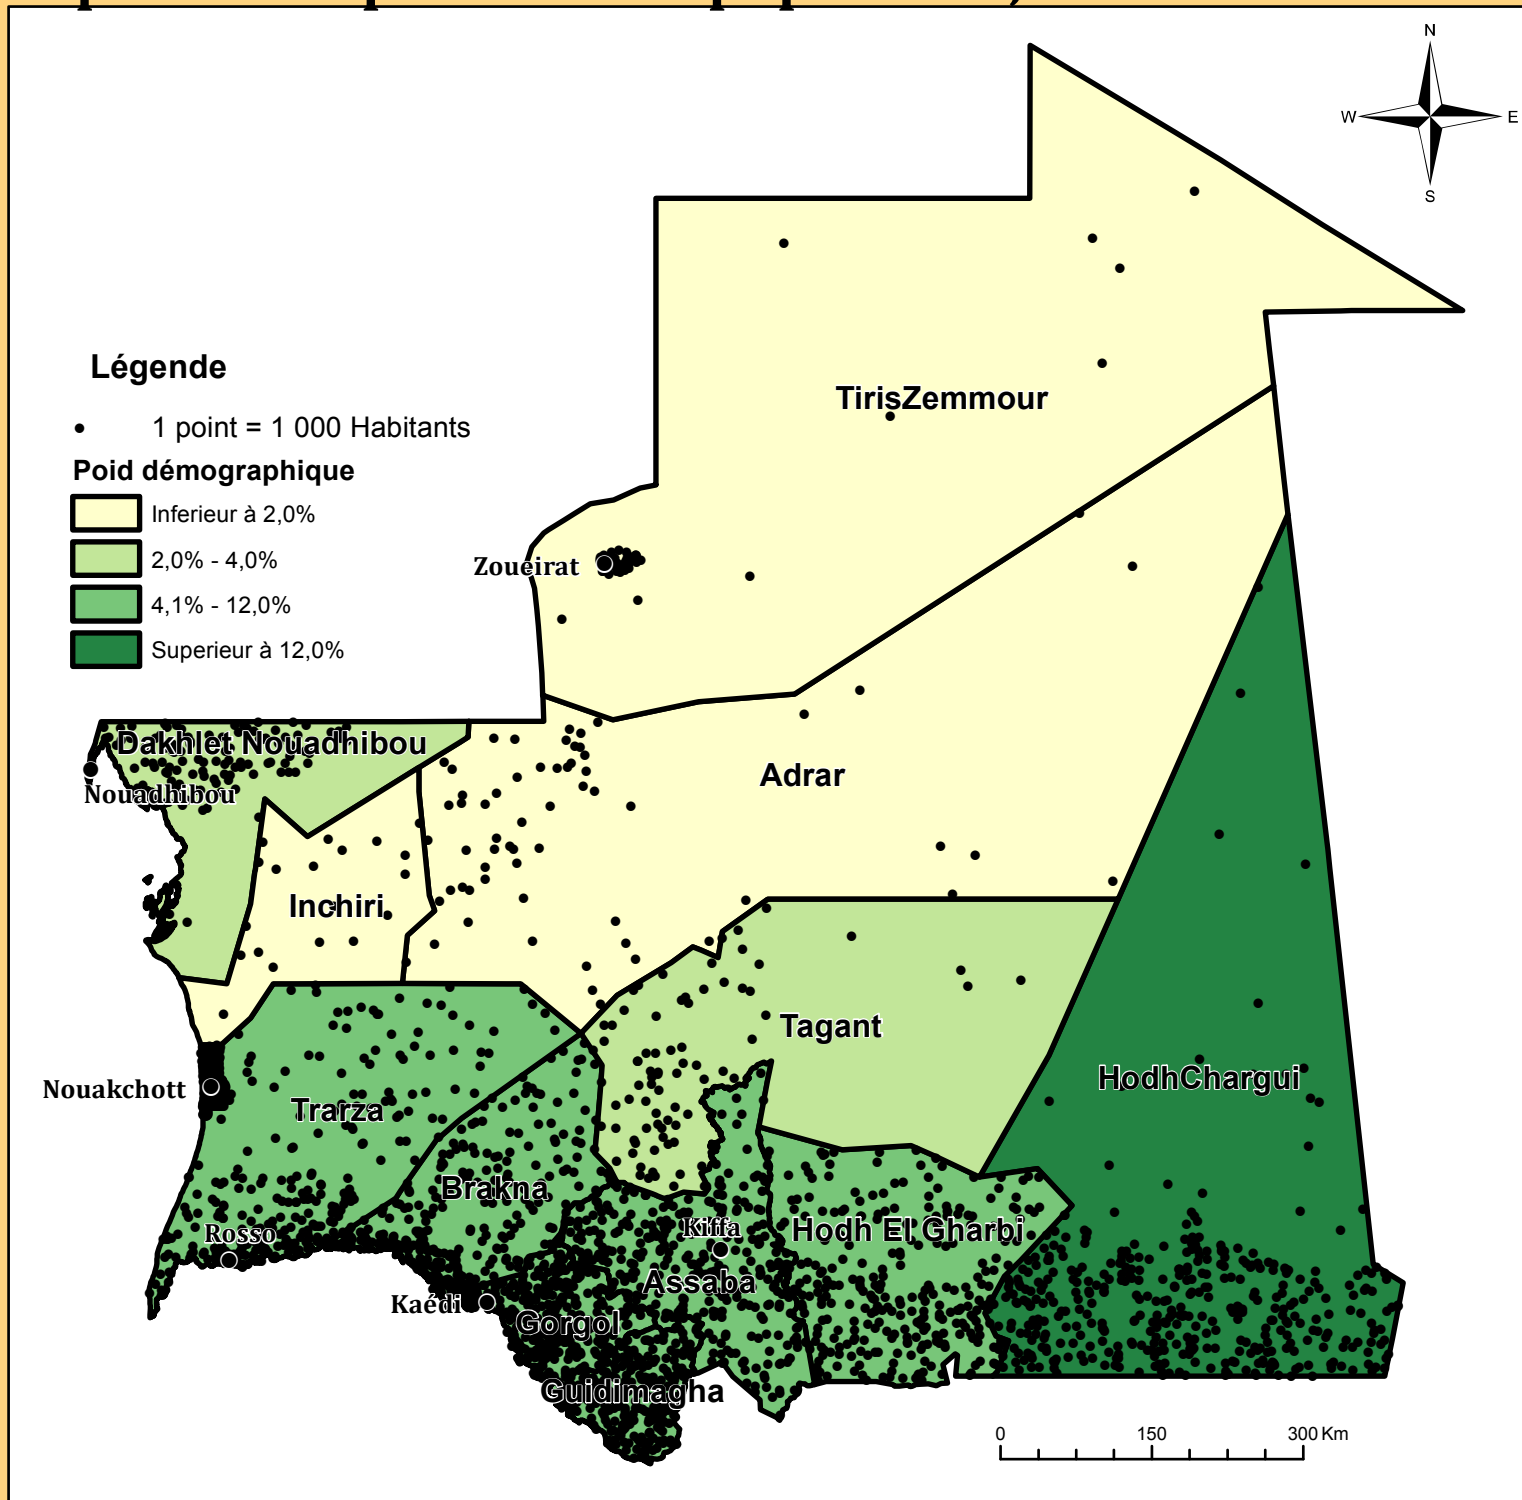 N
W E
S
Légende
1 point = 1 000 Habitants
Poid démographique
Inferieur à 2,0%
2,0% - 4,0%
4,1% - 12,0%
Superieur à 12,0%
TirisZemmour
Zoueirat
Dakhlet Nouadhibou
Nouadhibou
Adrar
Inchiri
Tagant
HodhChargui
Nouakchott
Trarza
Brakna
Rosso
Kiffa
Hodh El Gharbi
Assaba
Kaédi
Gorgol
Guidimagha
0 150 300 Km